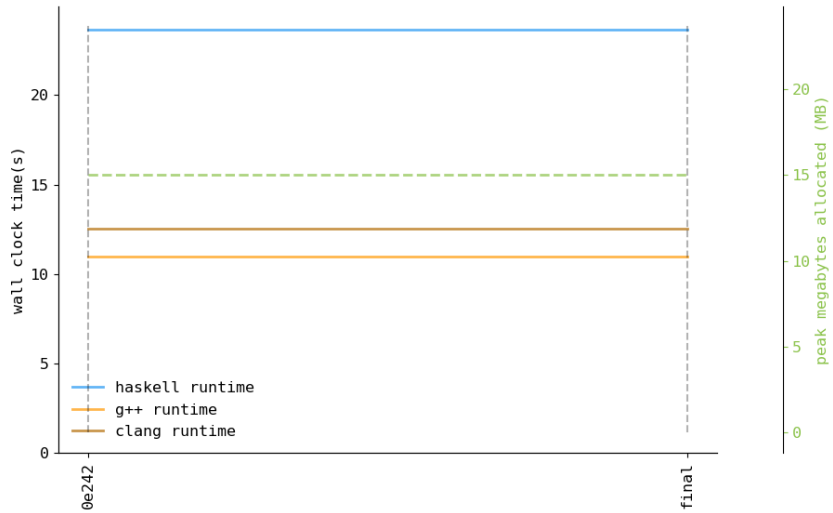 wall clock time(s)
20
15
10
5
0
haskell runtime
g++ runtime
clang runtime
0e242
final
20
15
10
5
0
peak megabytes allocated (MB)